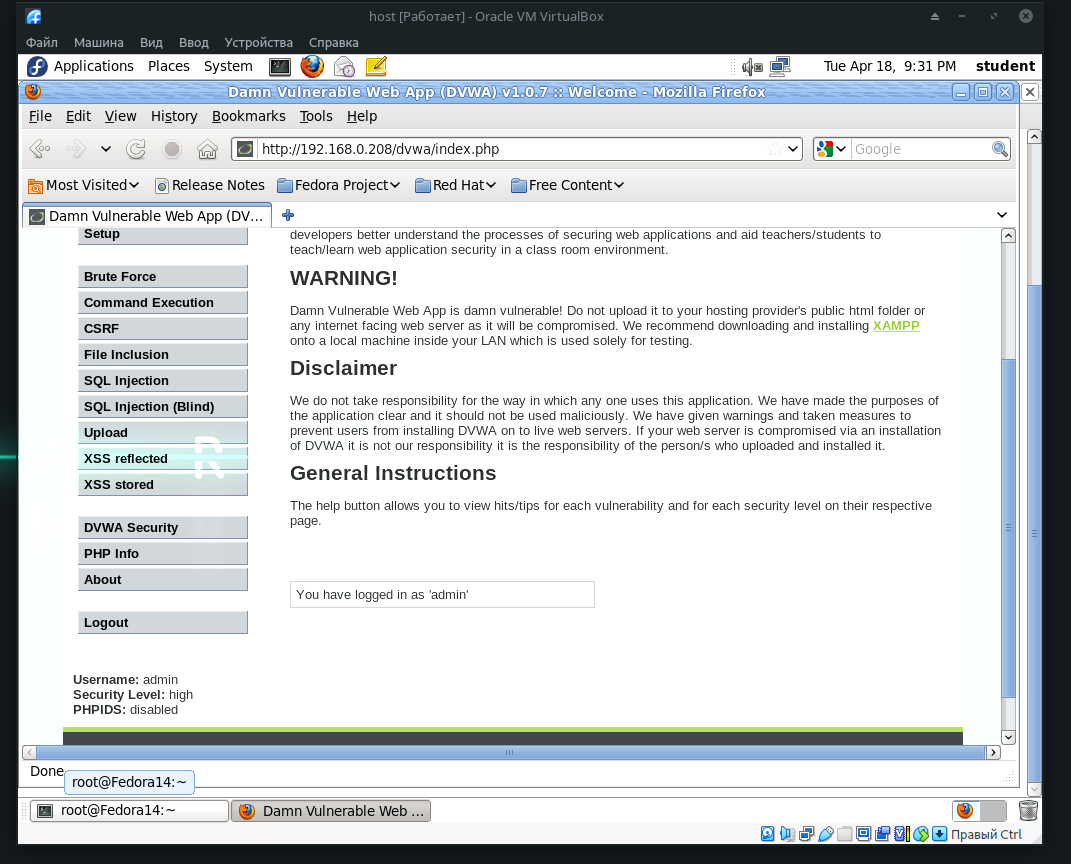 host [Работает] - Oracle VM VirtualBox
Файл Машина Вид Ввод Устройства Справка
Applications Places System Tue Apr 18, 9:31 PM student
Damn Vulnerable Web App (DVWA) v1.0.7 :: Welcome - Mozilla Firefox
File Edit View History Bookmarks Tools Help
http://192.168.0.208/dvwa/index.php Google
Most Visited Release Notes Fedora Project Red Hat Free Content
Damn Vulnerable Web App (DV...
Setup
Brute Force
Command Execution
CSRF
File Inclusion
SQL Injection
SQL Injection (Blind)
Upload
XSS reflected
XSS stored
DVWA Security
PHP Info
About
Logout
Username: admin
Security Level: high
PHPIDS: disabled
developers better understand the processes of securing web applications and aid teachers/students to
teach/learn web application security in a class room environment.
WARNING!
Damn Vulnerable Web App is damn vulnerable! Do not upload it to your hosting provider's public html folder or
any internet facing web server as it will be compromised. We recommend downloading and installing XAMPP
onto a local machine inside your LAN which is used solely for testing.
Disclaimer
We do not take responsibility for the way in which any one uses this application. We have made the purposes of
the application clear and it should not be used maliciously. We have given warnings and taken measures to
prevent users from installing DVWA on to live web servers. If your web server is compromised via an installation
of DVWA it is not our responsibility it is the responsibility of the person/s who uploaded and installed it.
General Instructions
The help button allows you to view hits/tips for each vulnerability and for each security level on their respective
page.
You have logged in as 'admin'
Done
root@Fedora14:~
root@Fedora14:~ Damn Vulnerable Web ...
Правый Ctrl